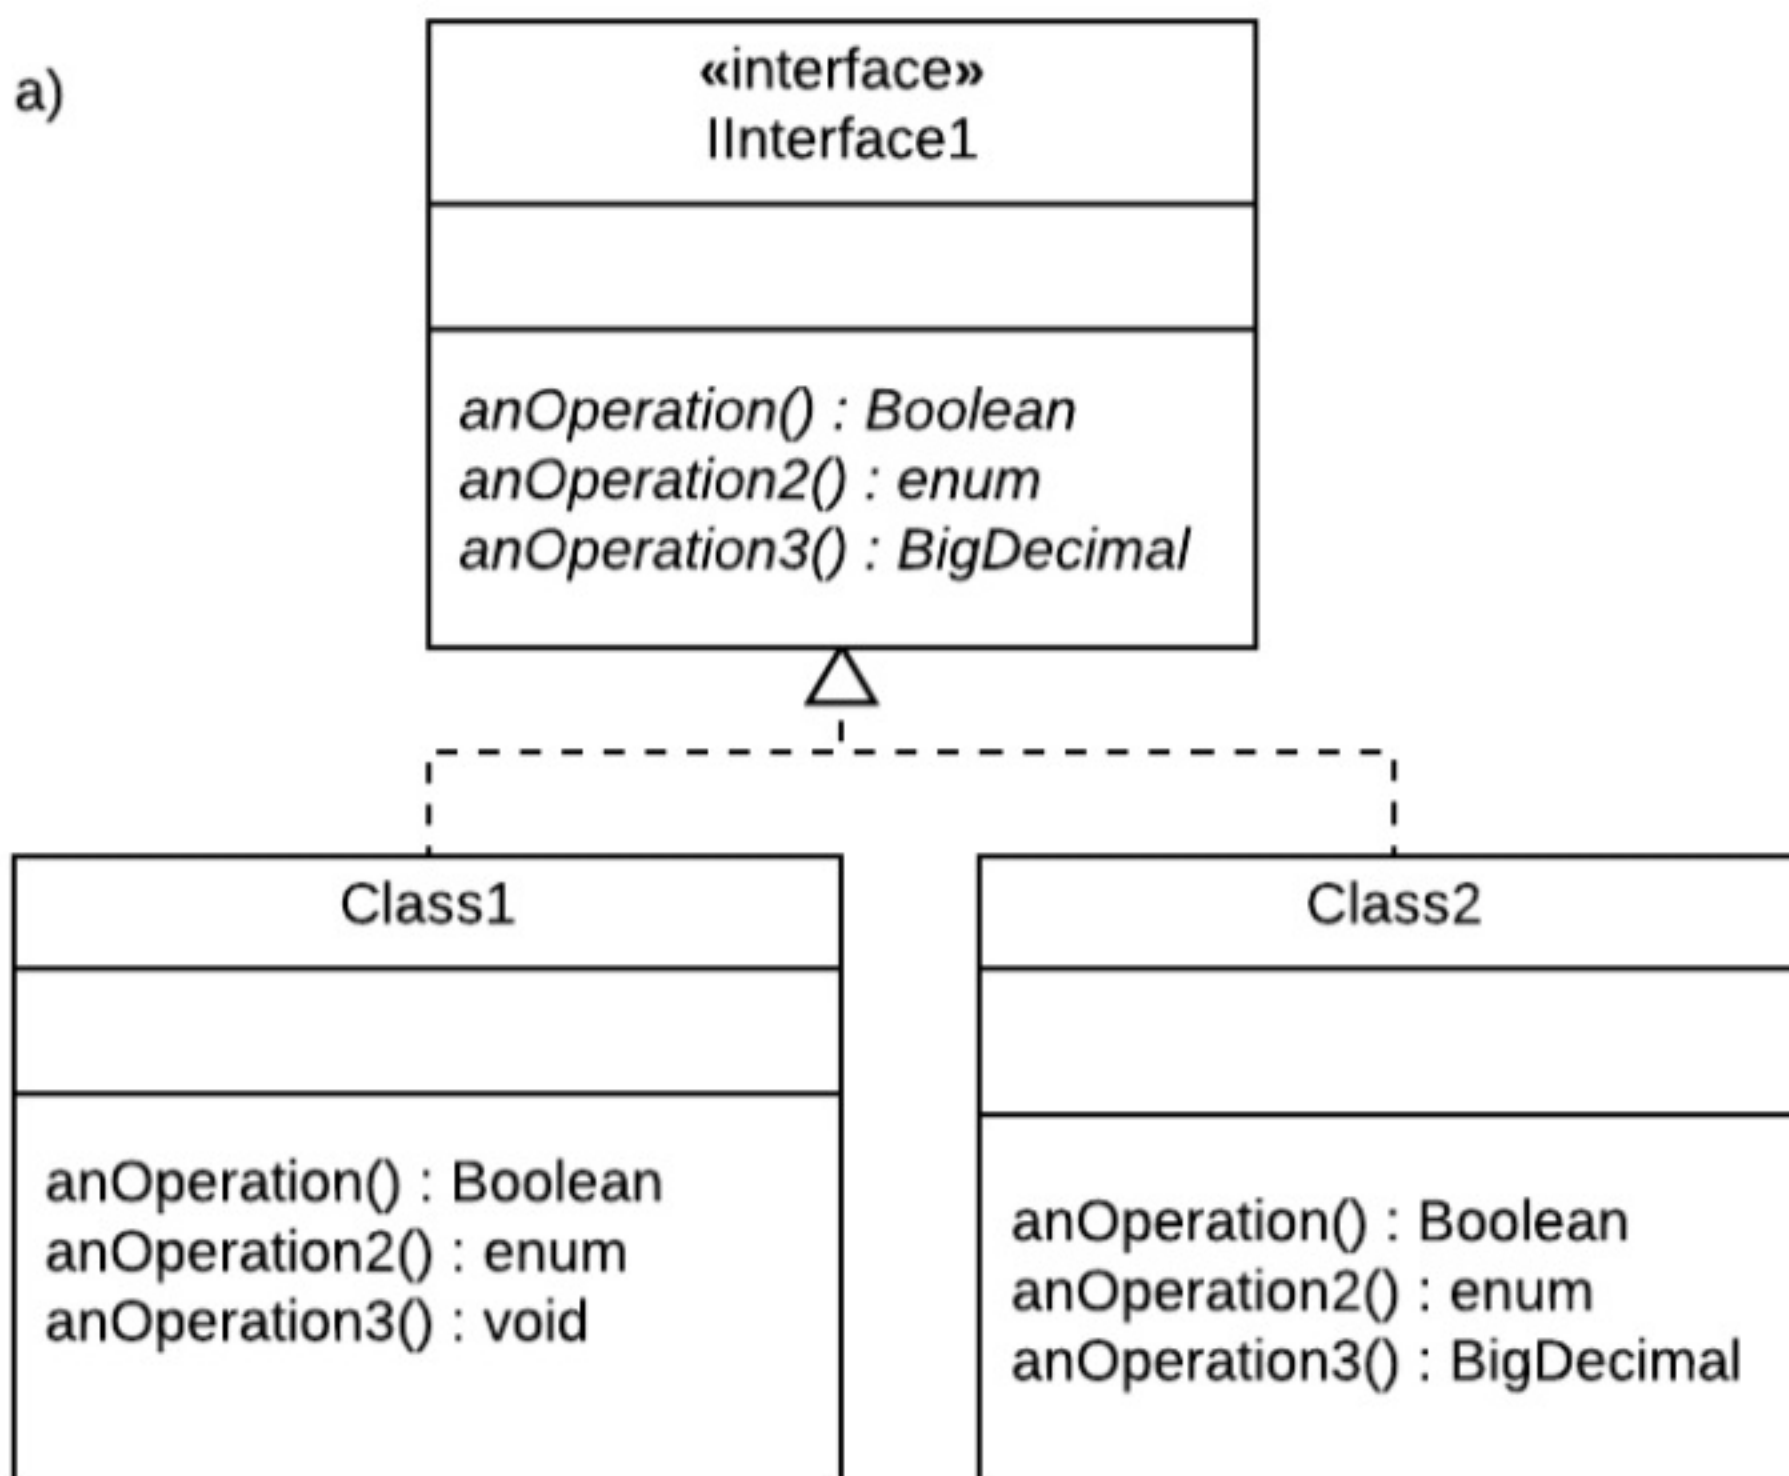 a)
«interface»
IInterface1
anOperation() : Boolean
anOperation2() : enum
anOperation3() : BigDecimal
Class1
anOperation() : Boolean
anOperation2() : enum
anOperation3() : void
Class2
anOperation() : Boolean
anOperation2() : enum
anOperation3() : BigDecimal